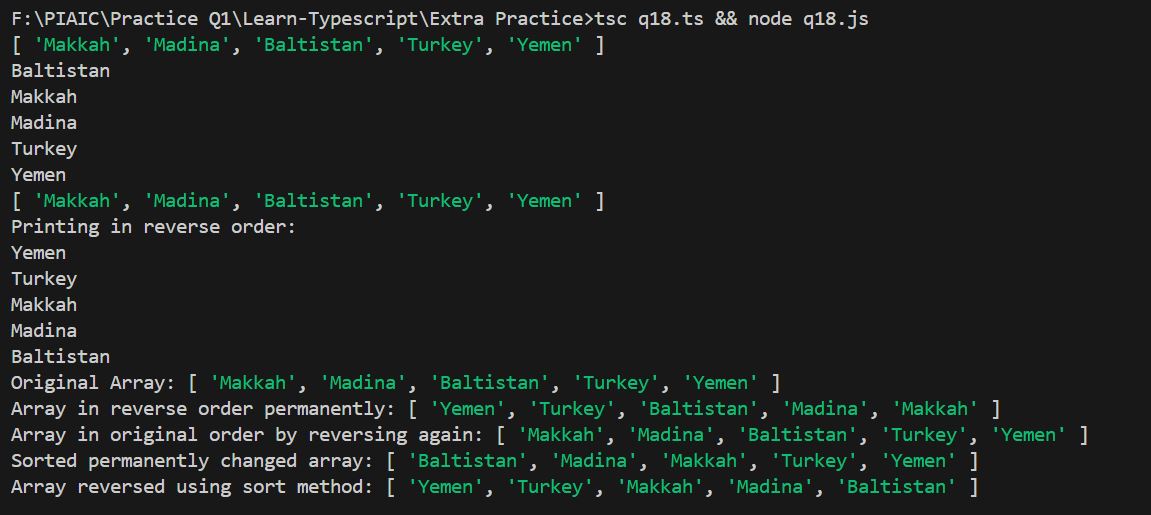 F:\PIAIC\Practice Q1\Learn-Typescript\Extra Practice>tsc q18.ts && node q18.js
[ 'Makkah', 'Madina', 'Baltistan', 'Turkey', 'Yemen' ]
Baltistan
Makkah
Madina
Turkey
Yemen
[ 'Makkah', 'Madina', 'Baltistan', 'Turkey', 'Yemen' ]
Printing in reverse order:
Yemen
Turkey
Makkah
Madina
Baltistan
Original Array: [ 'Makkah', 'Madina', 'Baltistan', 'Turkey', 'Yemen' ]
Array in reverse order permanently: [ 'Yemen', 'Turkey', 'Baltistan', 'Madina', 'Makkah' ]
Array in original order by reversing again: [ 'Makkah', 'Madina', 'Baltistan', 'Turkey', 'Yemen' ]
Sorted permanently changed array: [ 'Baltistan', 'Madina', 'Makkah', 'Turkey', 'Yemen' ]
Array reversed using sort method: [ 'Yemen', 'Turkey', 'Makkah', 'Madina', 'Baltistan' ]